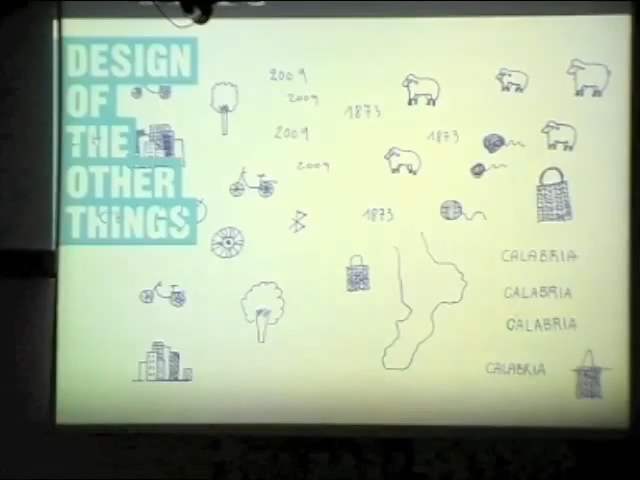 DESIGN
OF
THE
OTHER
THINGS
2009
2009
1873
2009
1873
2009
1873
CALABRIA
CALABRIA
CALABRIA
CALABRIA